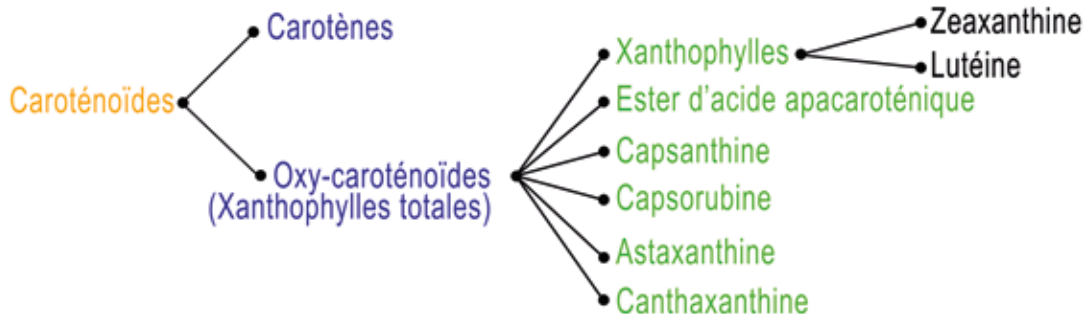 Caroténoïdes
Carotènes
Oxy-caroténoïdes
(Xanthophylles totales)
Xanthophylles
Ester d'acide apacaroténique
Capsanthine
Capsorubine
Astaxanthine
Canthaxanthine
Zeaxanthine
Lutéine